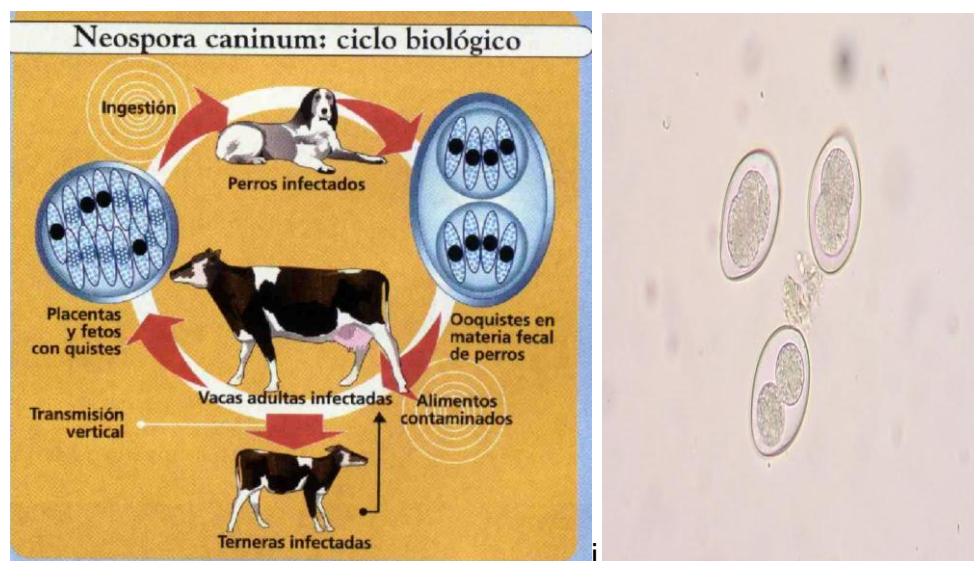 Neospora caninum: ciclo biológico
Ingestión
Perros infectados
Placentas
y fetos
con quistes
Ooquistes en
materia fecal
de perros
Vacas adultas infectadas
Alimentos
contaminados
Transmisión
vertical
Terneras infectadas
i